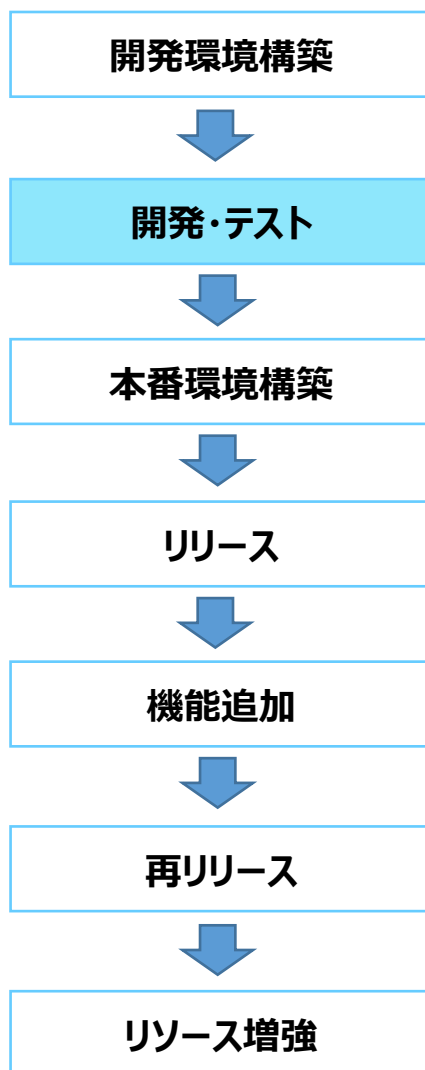 開発環境構築
開発・テスト
本番環境構築
リリース
機能追加
再リリース
リソース増強